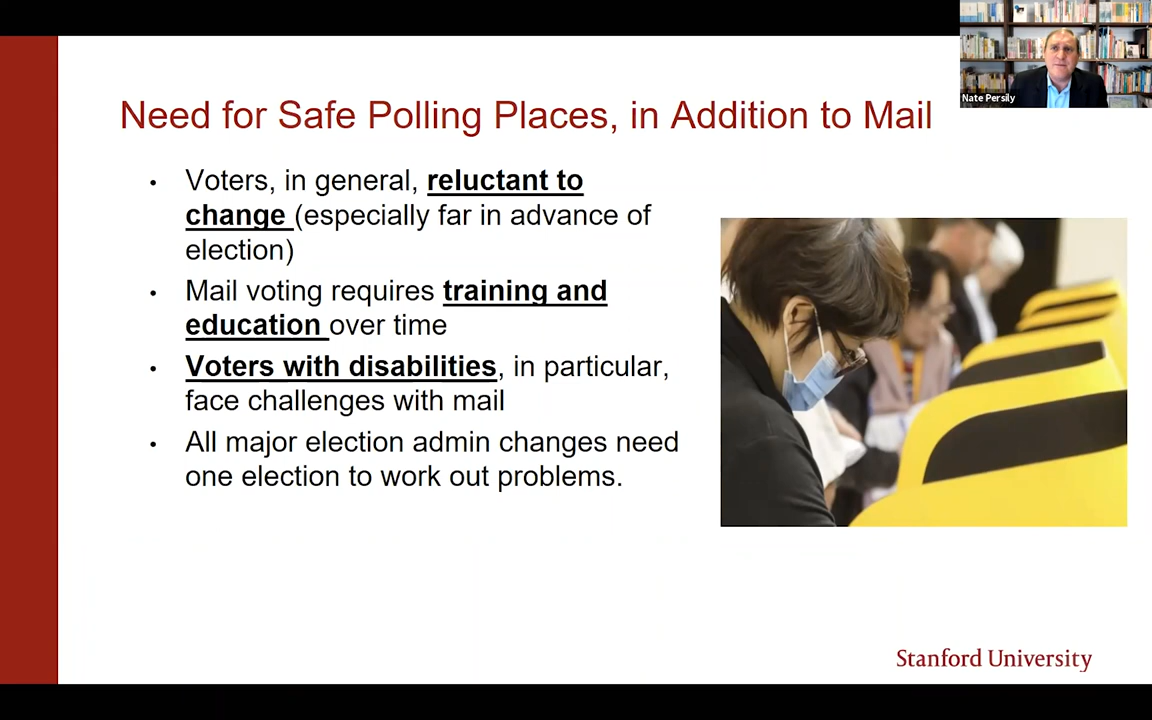 Nate Persily
Need for Safe Polling Places, in Addition to Mail
• Voters, in general, reluctant to
change (especially far in advance of
election)
• Mail voting requires training and
education over time
• Voters with disabilities, in particular,
face challenges with mail
• All major election admin changes need
one election to work out problems.
Stanford University